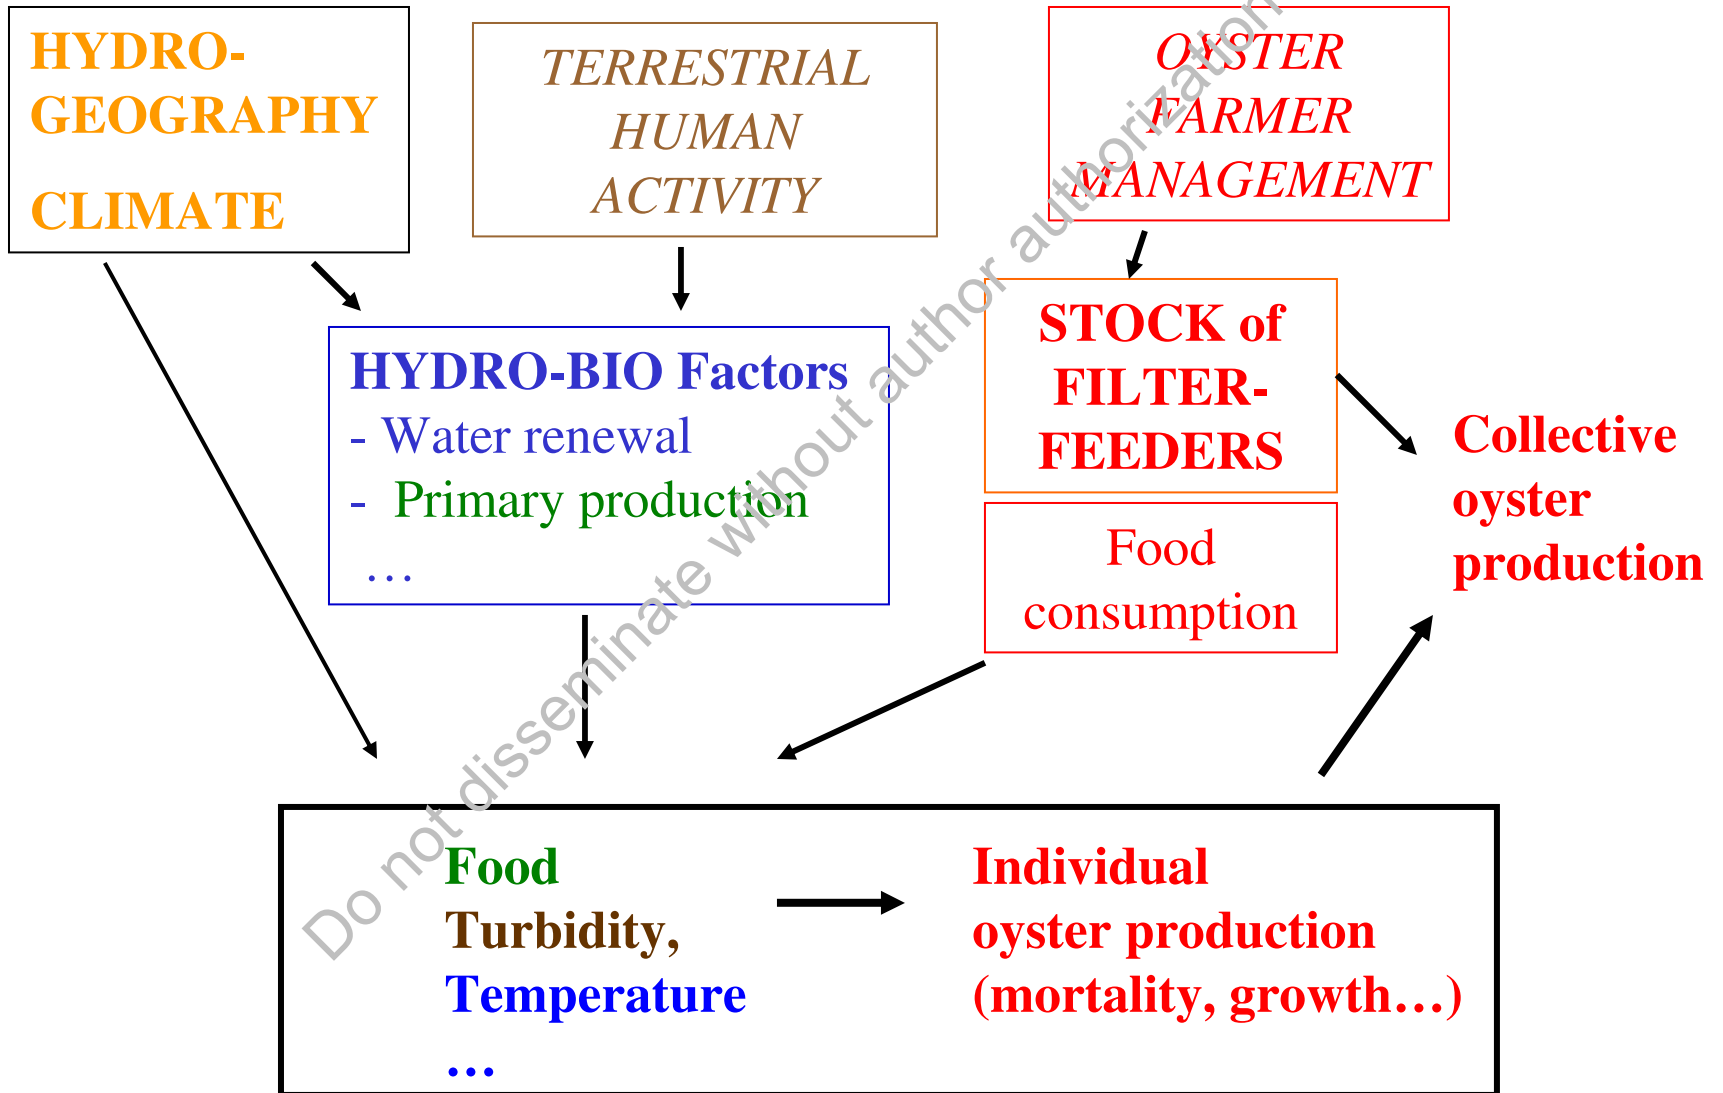 HYDRO-
GEOGRAPHY
CLIMATE
TERRESTRIAL
HUMAN
ACTIVITY
OYSTER
FARMER
MANAGEMENT
HYDRO-BIO Factors
- Water renewal
- Primary production
…
STOCK of
FILTER-
FEEDERS
Food
consumption
Collective
oyster
production
Food
Turbidity,
Temperature
…
Individual
oyster production
(mortality, growth…)
Do not disseminate without author authorization